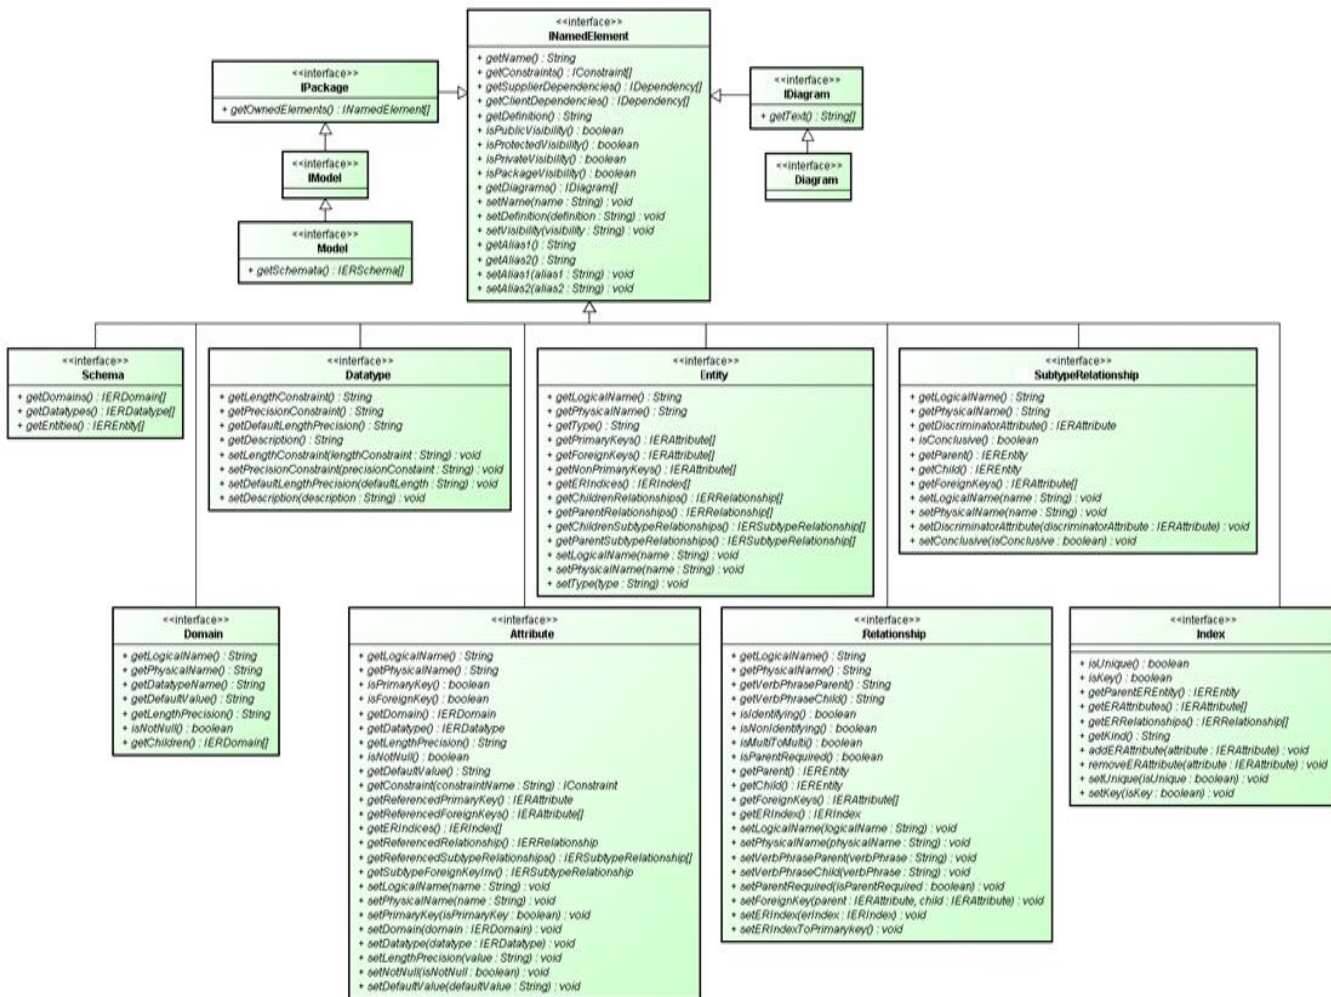 <<interface>>
INamedElement
+ getName() : String
+ getConstraints() : IConstraint[]
+ getSupplierDependencies() : IDependency[]
+ getClientDependencies() : IDependency[]
+ getDefinition() : String
+ isPublicVisibility() : boolean
+ isProtectedVisibility() : boolean
+ isPrivateVisibility() : boolean
+ isPackageVisibility() : boolean
+ getDiagrams() : IDiagram[]
+ setName(name : String) : void
+ setDefinition(definition : String) : void
+ setVisibility(visibility : String) : void
+ getAlias1() : String
+ getAlias2() : String
+ setAlias1(alias1 : String) : void
+ setAlias2(alias2 : String) : void
<<interface>>
IPackage
+ getOwnedElements() : INamedElement[]
<<interface>>
IModel
<<interface>>
Model
+ getSchemata() : IERSchema[]
<<interface>>
IDiagram
+ getText() : String[]
<<interface>>
Diagram
<<interface>>
Schema
+ getDomains() : IERDomain[]
+ getDatatypes() : IERDatatype[]
+ getEntities() : IEREntity[]
<<interface>>
Datatype
+ getLengthConstraint() : String
+ getPrecisionConstraint() : String
+ getDefaultLengthPrecision() : String
+ getDescription() : String
+ setLengthConstraint(lengthConstraint : String) : void
+ setPrecisionConstraint(precisionConstaint : String) : void
+ setDefaultLengthPrecision(defaultLength : String) : void
+ setDescription(description : String) : void
<<interface>>
Entity
+ getLogicalName() : String
+ getPhysicalName() : String
+ getType() : String
+ getPrimaryKeys() : IERAttribute[]
+ getForeignKeys() : IERAttribute[]
+ getNonPrimaryKeys() : IERAttribute[]
+ getERIndices() : IERIndex[]
+ getChildrenRelationships() : IERRelationship[]
+ getParentRelationships() : IERRelationship[]
+ getChildrenSubtypeRelationships() : IERSubtypeRelationship[]
+ getParentSubtypeRelationships() : IERSubtypeRelationship[]
+ setLogicalName(name : String) : void
+ setPhysicalName(name : String) : void
+ setType(type : String) : void
<<interface>>
SubtypeRelationship
+ getLogicalName() : String
+ getPhysicalName() : String
+ getDiscriminatorAttribute() : IERAttribute
+ isConclusive() : boolean
+ getParent() : IEREntity
+ getChild() : IEREntity
+ getForeignKeys() : IERAttribute[]
+ setLogicalName(name : String) : void
+ setPhysicalName(name : String) : void
+ setDiscriminatorAttribute(discriminatorAttribute : IERAttribute) : void
+ setConclusive(isConclusive : boolean) : void
<<interface>>
Domain
+ getLogicalName() : String
+ getPhysicalName() : String
+ getDatatypeName() : String
+ getDefaultValue() : String
+ getLengthPrecision() : String
+ isNotNull() : boolean
+ getChildren() : IERDomain[]
<<interface>>
Attribute
+ getLogicalName() : String
+ getPhysicalName() : String
+ isPrimaryKey() : boolean
+ isForeignKey() : boolean
+ getDomain() : IERDomain
+ getDatatype() : IERDatatype
+ getLengthPrecision() : String
+ isNotNull() : boolean
+ getDefaultValue() : String
+ getConstraint(constraintName : String) : IConstraint
+ getReferencedPrimaryKey() : IERAttribute
+ getReferencedForeignKeys() : IERAttribute[]
+ getERIndices() : IERIndex[]
+ getReferencedRelationship() : IERRelationship
+ getReferencedSubtypeRelationships() : IERSubtypeRelationship[]
+ getSubtypeForeignKeyInv() : IERSubtypeRelationship
+ setLogicalName(name : String) : void
+ setPhysicalName(name : String) : void
+ setPrimaryKey(isPrimaryKey : boolean) : void
+ setDomain(domain : IERDomain) : void
+ setDatatype(datatype : IERDatatype) : void
+ setLengthPrecision(value : String) : void
+ setNotNull(isNotNull : boolean) : void
+ setDefaultValue(defaultValue : String) : void
<<interface>>
Relationship
+ getLogicalName() : String
+ getPhysicalName() : String
+ getVerbPhraseParent() : String
+ getVerbPhraseChild() : String
+ isIdentifying() : boolean
+ isNonIdentifying() : boolean
+ isMultiToMulti() : boolean
+ isParentRequired() : boolean
+ getParent() : IEREntity
+ getChild() : IEREntity
+ getForeignKeys() : IERAttribute[]
+ getERIndex() : IERIndex
+ setLogicalName(logicalName : String) : void
+ setPhysicalName(physicalName : String) : void
+ setVerbPhraseParent(verbPhrase : String) : void
+ setVerbPhraseChild(verbPhrase : String) : void
+ setParentRequired(isParentRequired : boolean) : void
+ setForeignKey(parent : IERAttribute, child : IERAttribute) : void
+ setERIndex(erIndex : IERIndex) : void
+ setERIndexToPrimarykey() : void
<<interface>>
Index
+ isUnique() : boolean
+ isKey() : boolean
+ getParentEREntity() : IEREntity
+ getERAttributes() : IERAttribute[]
+ getERRelationships() : IERRelationship[]
+ getKind() : String
+ addERAttribute(attribute : IERAttribute) : void
+ removeERAttribute(attribute : IERAttribute) : void
+ setUnique(isUnique : boolean) : void
+ setKey(isKey : boolean) : void